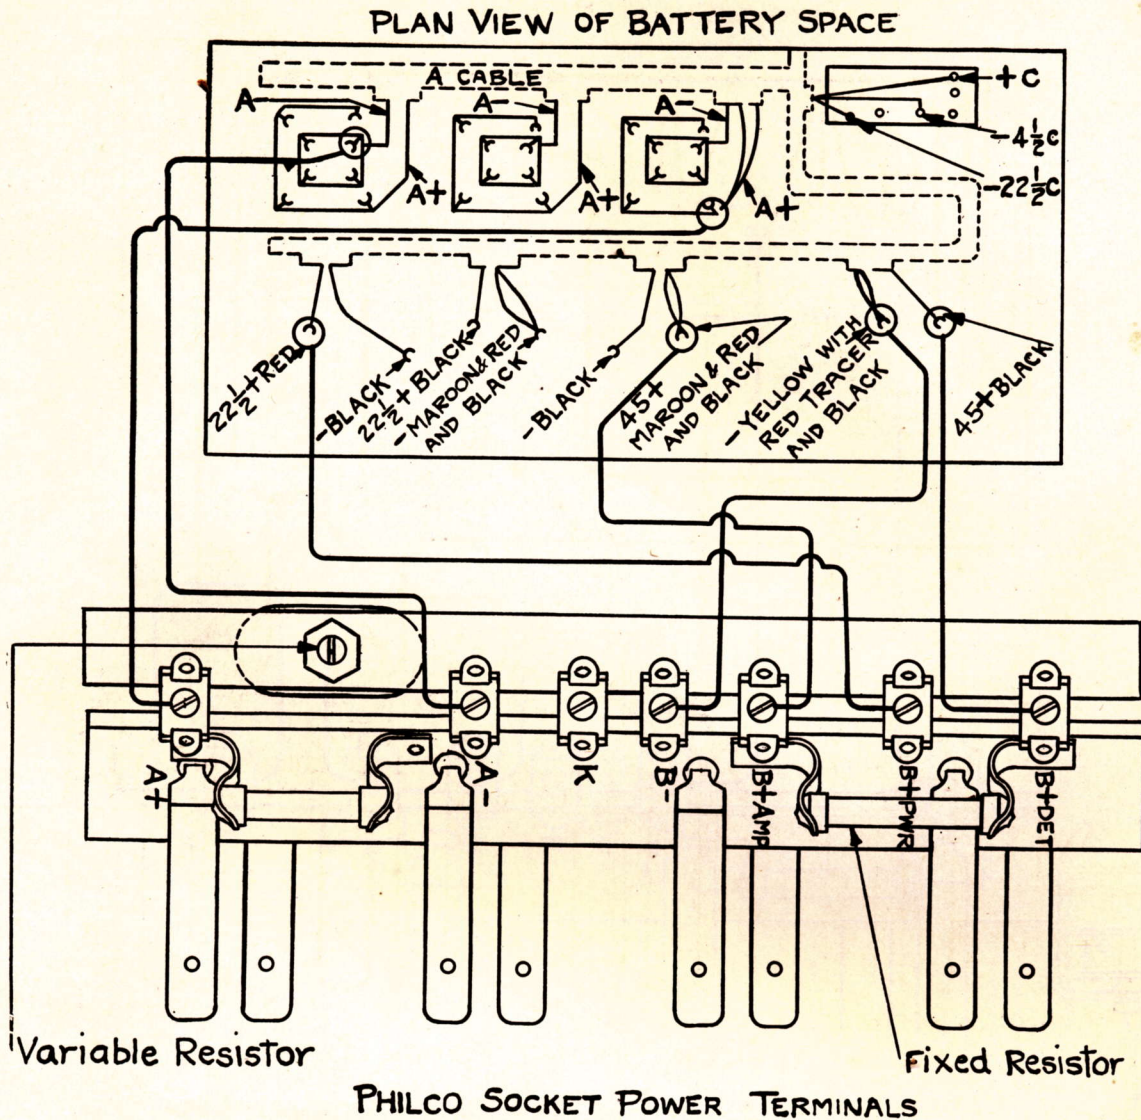 PLAN VIEW OF BATTERY SPACE
A CABLE
A-
A-
A-
+C
-4½C
-22½C
A+
A+
A+
22½+RED
-BLACK
22½+BLACK
-MAROON&RED
AND BLACK
-BLACK
45+
MAROON & RED
AND BLACK
-YELLOW WITH
RED TRACER
AND BLACK
45+BLACK
A+
A-
K
B-
B+AMP
B+PWR
B+DET
Variable Resistor
Fixed Resistor
PHILCO SOCKET POWER TERMINALS